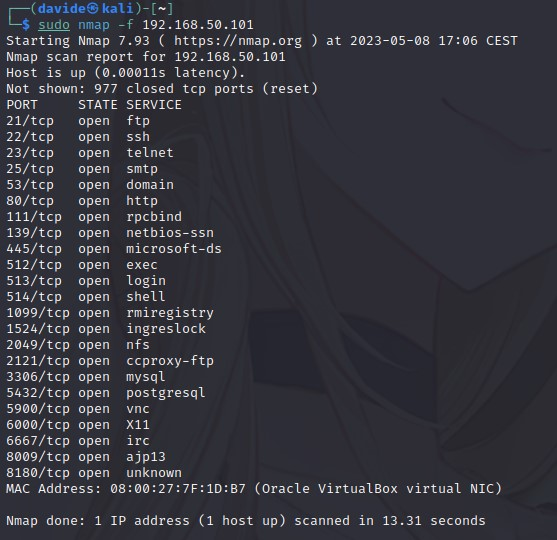 ┌──(davide㉿kali)-[~]
└─$ sudo nmap -f 192.168.50.101
Starting Nmap 7.93 ( https://nmap.org ) at 2023-05-08 17:06 CEST
Nmap scan report for 192.168.50.101
Host is up (0.00011s latency).
Not shown: 977 closed tcp ports (reset)
PORT     STATE SERVICE
21/tcp   open  ftp
22/tcp   open  ssh
23/tcp   open  telnet
25/tcp   open  smtp
53/tcp   open  domain
80/tcp   open  http
111/tcp  open  rpcbind
139/tcp  open  netbios-ssn
445/tcp  open  microsoft-ds
512/tcp  open  exec
513/tcp  open  login
514/tcp  open  shell
1099/tcp open  rmiregistry
1524/tcp open  ingreslock
2049/tcp open  nfs
2121/tcp open  ccproxy-ftp
3306/tcp open  mysql
5432/tcp open  postgresql
5900/tcp open  vnc
6000/tcp open  X11
6667/tcp open  irc
8009/tcp open  ajp13
8180/tcp open  unknown
MAC Address: 08:00:27:7F:1D:B7 (Oracle VirtualBox virtual NIC)
Nmap done: 1 IP address (1 host up) scanned in 13.31 seconds